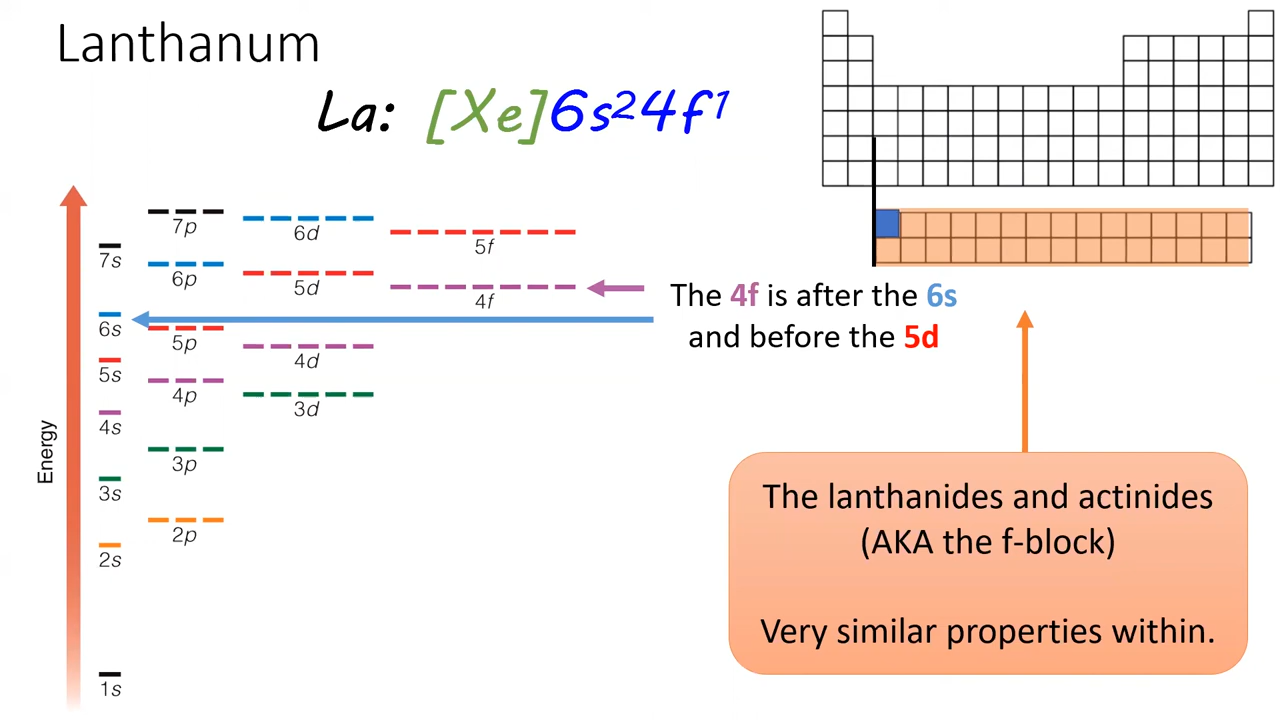 Lanthanum
La: [Xe]6s²4f¹
7p
6d
5f
7s
6p
5d
4f
6s
5p
4d
5s
4p
3d
4s
3p
3s
2p
2s
1s
Energy
The 4f is after the 6s
and before the 5d
The lanthanides and actinides
(AKA the f-block)
Very similar properties within.